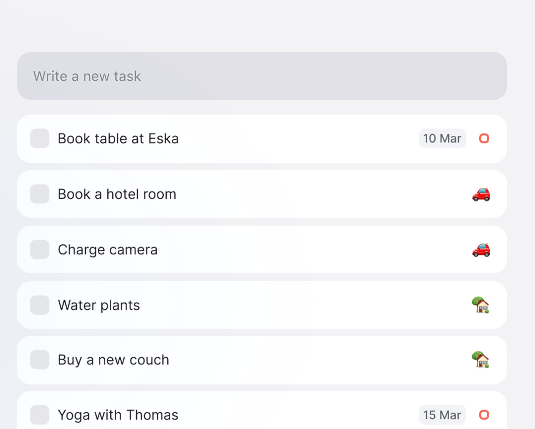 Write a new task
Book table at Eska 10 Mar
Book a hotel room
Charge camera
Water plants
Buy a new couch
Yoga with Thomas 15 Mar